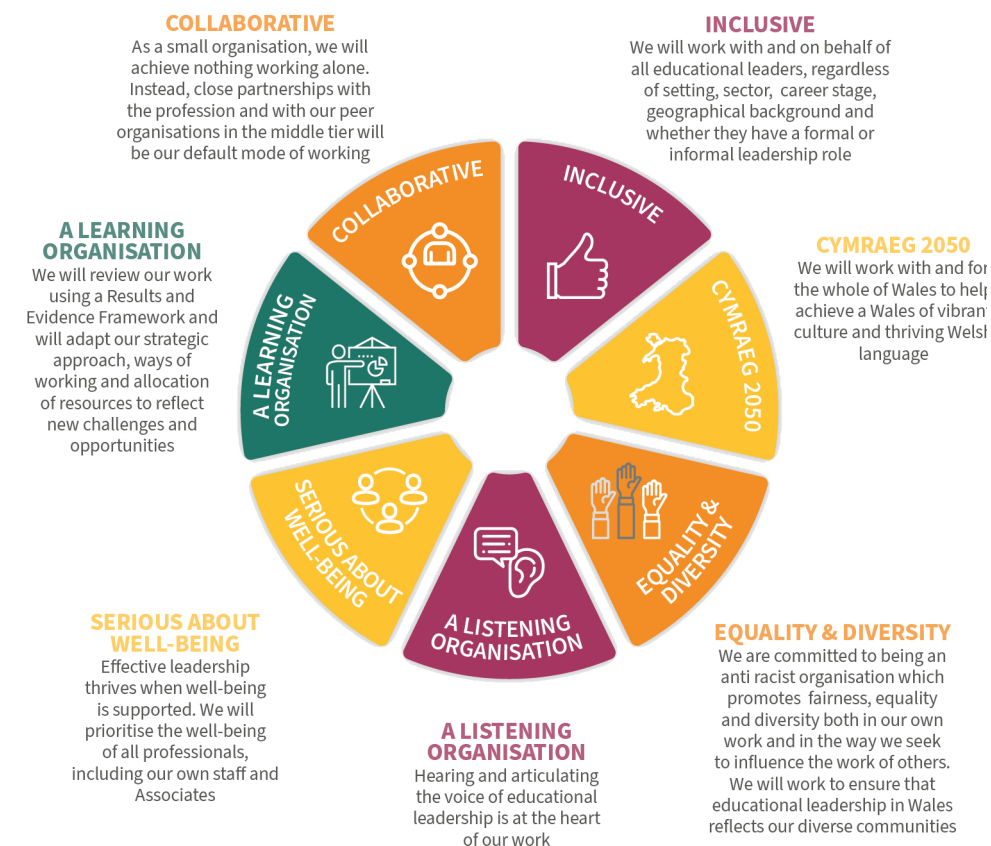 COLLABORATIVE
As a small organisation, we will
achieve nothing working alone.
Instead, close partnerships with
the profession and with our peer
organisations in the middle tier will
be our default mode of working
INCLUSIVE
We will work with and on behalf of
all educational leaders, regardless
of setting, sector, career stage,
geographical background and
whether they have a formal or
informal leadership role
A LEARNING
ORGANISATION
We will review our work
using a Results and
Evidence Framework and
will adapt our strategic
approach, ways of
working and allocation
of resources to reflect
new challenges and
opportunities
CYMRAEG 2050
We will work with and for
the whole of Wales to help
achieve a Wales of vibrant
culture and thriving Welsh
language
COLLABORATIVE
INCLUSIVE
CYMRAEG 2050
EQUALITY &
DIVERSITY
A LISTENING
ORGANISATION
SERIOUS ABOUT
WELL-BEING
A LEARNING
ORGANISATION
SERIOUS ABOUT
WELL-BEING
Effective leadership
thrives when well-being
is supported. We will
prioritise the well-being
of all professionals,
including our own staff and
Associates
A LISTENING
ORGANISATION
Hearing and articulating
the voice of educational
leadership is at the heart
of our work
EQUALITY & DIVERSITY
We are committed to being an
anti racist organisation which
promotes fairness, equality
and diversity both in our own
work and in the way we seek
to influence the work of others.
We will work to ensure that
educational leadership in Wales
reflects our diverse communities